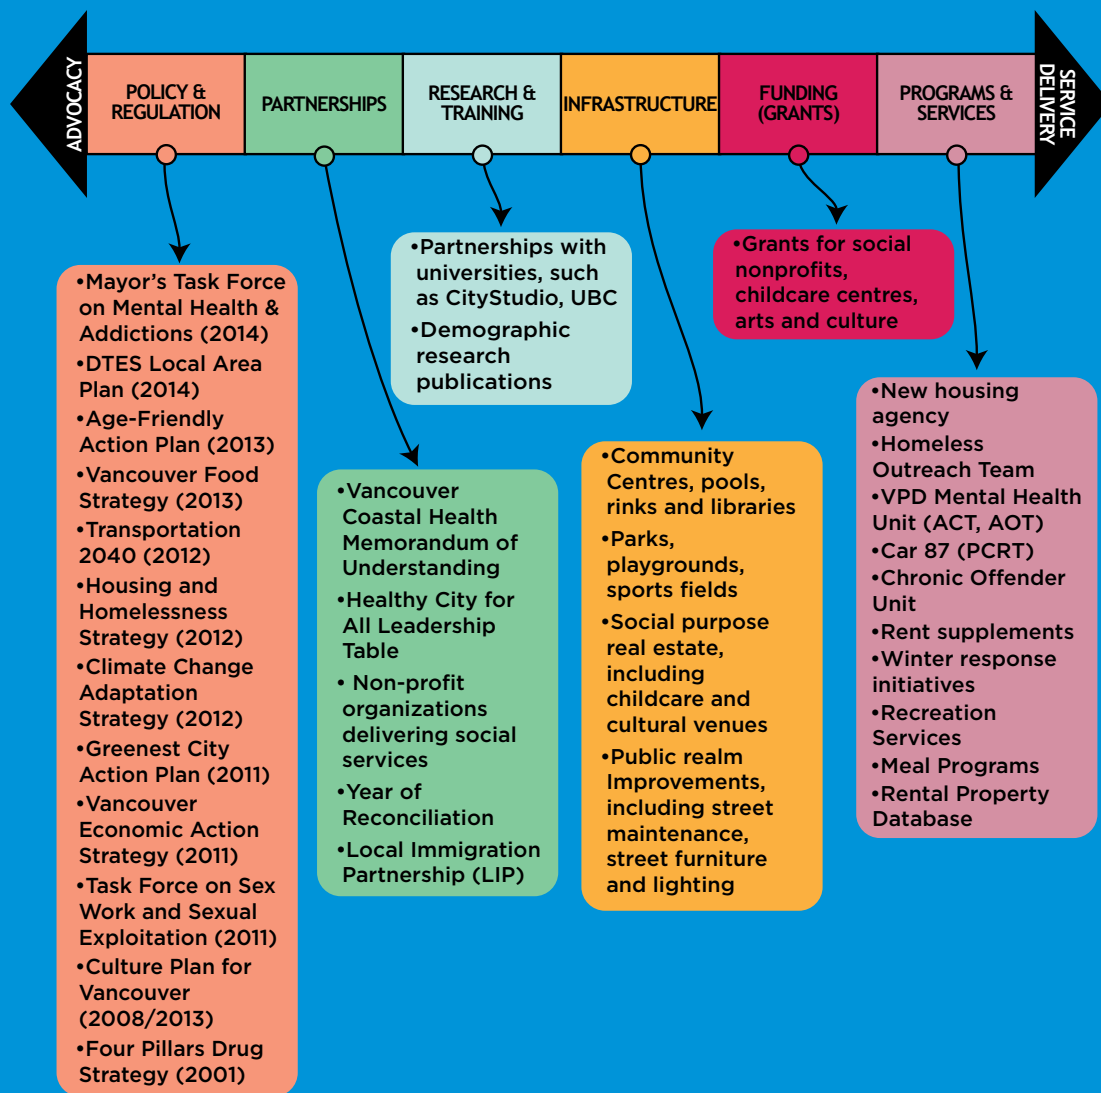 ADVOCACY
POLICY &
REGULATION
PARTNERSHIPS
RESEARCH &
TRAINING
INFRASTRUCTURE
FUNDING
(GRANTS)
PROGRAMS &
SERVICES
SERVICE
DELIVERY
•Mayor's Task Force
on Mental Health &
Addictions (2014)
•DTES Local Area
Plan (2014)
•Age-Friendly
Action Plan (2013)
•Vancouver Food
Strategy (2013)
•Transportation
2040 (2012)
•Housing and
Homelessness
Strategy (2012)
•Climate Change
Adaptation
Strategy (2012)
•Greenest City
Action Plan (2011)
•Vancouver
Economic Action
Strategy (2011)
•Task Force on Sex
Work and Sexual
Exploitation (2011)
•Culture Plan for
Vancouver
(2008/2013)
•Four Pillars Drug
Strategy (2001)
•Vancouver
Coastal Health
Memorandum of
Understanding
•Healthy City for
All Leadership
Table
• Non-profit
organizations
delivering social
services
•Year of
Reconciliation
•Local Immigration
Partnership (LIP)
•Partnerships with
universities, such
as CityStudio, UBC
•Demographic
research
publications
•Community
Centres, pools,
rinks and libraries
•Parks,
playgrounds,
sports fields
•Social purpose
real estate,
including
childcare and
cultural venues
•Public realm
Improvements,
including street
maintenance,
street furniture
and lighting
•Grants for social
nonprofits,
childcare centres,
arts and culture
•New housing
agency
•Homeless
Outreach Team
•VPD Mental Health
Unit (ACT, AOT)
•Car 87 (PCRT)
•Chronic Offender
Unit
•Rent supplements
•Winter response
initiatives
•Recreation
Services
•Meal Programs
•Rental Property
Database